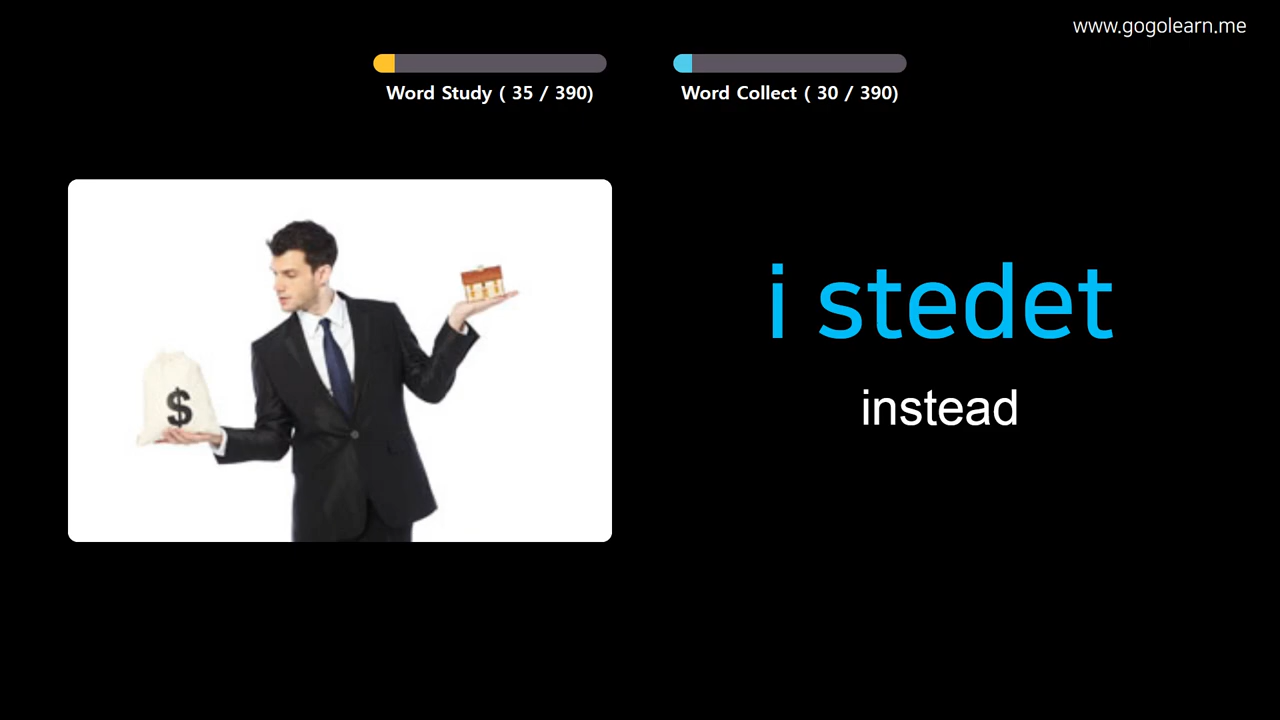 www.gogolearn.me
Word Study ( 35 / 390)
Word Collect ( 30 / 390)
$
i stedet
instead